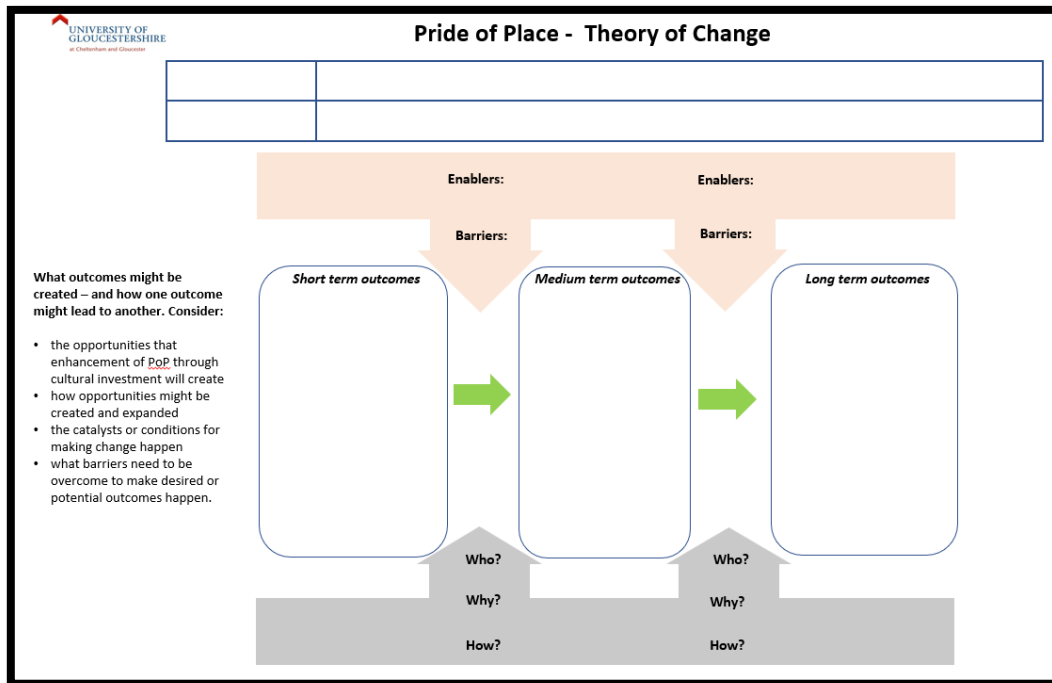 UNIVERSITY OF
GLOUCESTERSHIRE
at Cheltenham and Gloucester
Pride of Place - Theory of Change
Enablers:
Enablers:
Barriers:
Barriers:
What outcomes might be
created – and how one outcome
might lead to another. Consider:
• the opportunities that
enhancement of PoP through
cultural investment will create
• how opportunities might be
created and expanded
• the catalysts or conditions for
making change happen
• what barriers need to be
overcome to make desired or
potential outcomes happen.
Short term outcomes
Medium term outcomes
Long term outcomes
Who?
Why?
How?
Who?
Why?
How?